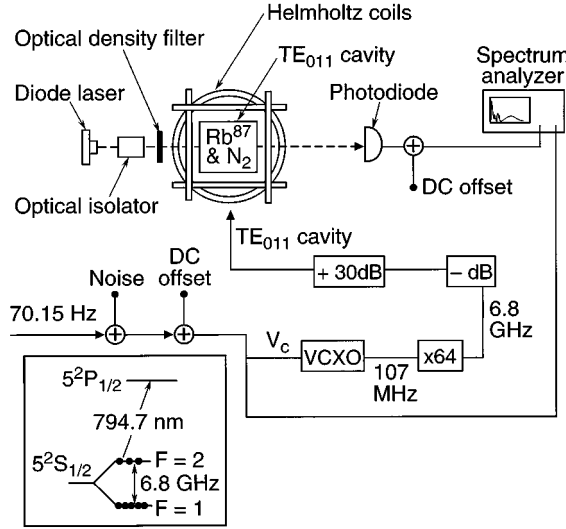 Helmholtz coils
Optical density filter
TE₀₁₁ cavity
Spectrum
analyzer
Diode laser
Photodiode
Rb⁸⁷
& N₂
Optical isolator
DC offset
TE₀₁₁ cavity
+ 30dB
– dB
Noise
DC
offset
70.15 Hz
6.8
GHz
V꜀
VCXO
x64
107
MHz
5²P₁/₂
794.7 nm
5²S₁/₂
F = 2
6.8 GHz
F = 1